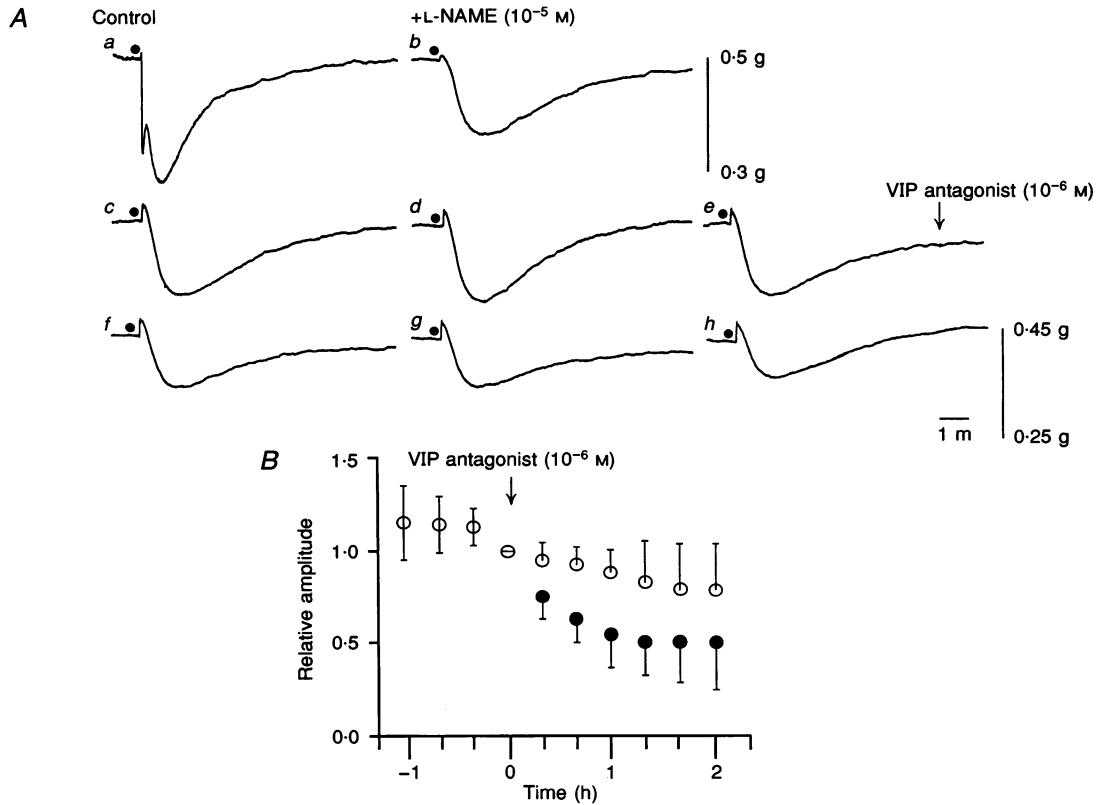 A
Control
+L-NAME (10⁻⁵ M)
a
b
0·5 g
0·3 g
VIP antagonist (10⁻⁶ M)
c
d
e
f
g
h
0·45 g
0·25 g
1 m
B
VIP antagonist (10⁻⁶ M)
1·5
1·0
0·5
0·0
Relative amplitude
−1
0
1
2
Time (h)